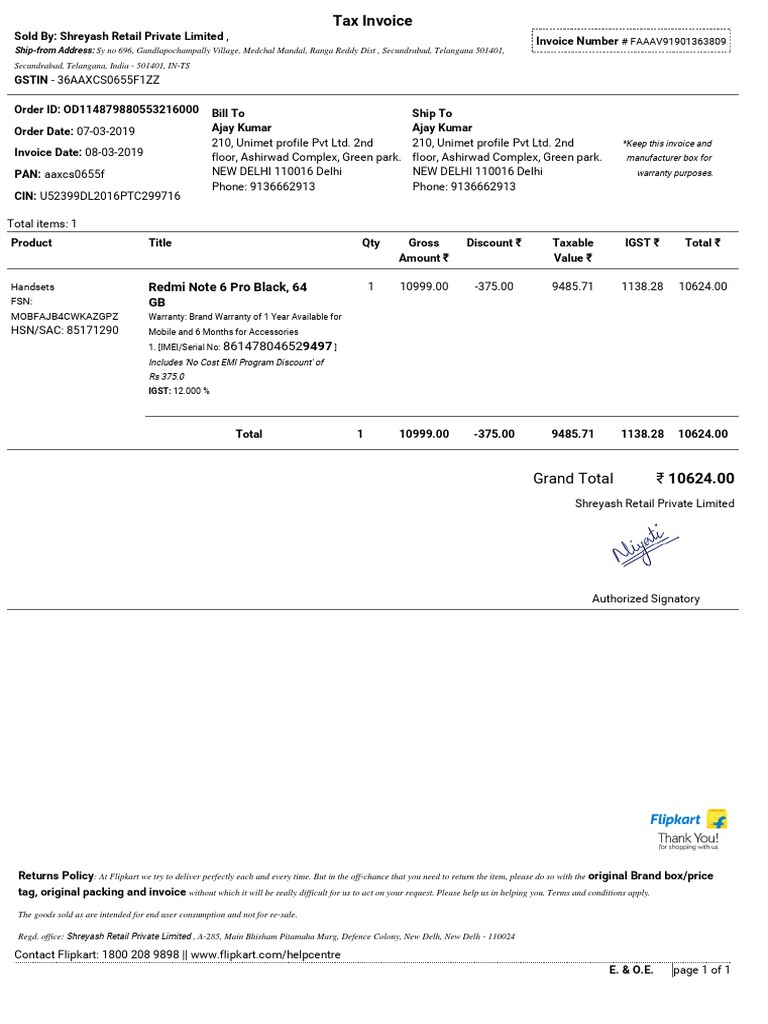 Tax Invoice
Sold By: Shreyash Retail Private Limited ,
Invoice Number # FAAAV91901363809
Ship-from Address: Sy no 696, Gundlapochampally Village, Medchal Mandal, Ranga Reddy Dist , Secundrabad, Telangana 501401,
Secundrabad, Telangana, India - 501401, IN-TS
GSTIN - 36AAXCS0655F1ZZ
Order ID: OD114879880553216000
Order Date: 07-03-2019
Invoice Date: 08-03-2019
PAN: aaxcs0655f
CIN: U52399DL2016PTC299716
Bill To
Ajay Kumar
210, Unimet profile Pvt Ltd. 2nd
floor, Ashirwad Complex, Green park.
NEW DELHI 110016 Delhi
Phone: 9136662913
Ship To
Ajay Kumar
210, Unimet profile Pvt Ltd. 2nd
floor, Ashirwad Complex, Green park.
NEW DELHI 110016 Delhi
Phone: 9136662913
*Keep this invoice and
manufacturer box for
warranty purposes.
Total items: 1
Product Title Qty Gross Amount ₹ Discount ₹ Taxable Value ₹ IGST ₹ Total ₹
Handsets
FSN:
MOBFAJB4CWKAZGPZ
HSN/SAC: 85171290
Redmi Note 6 Pro Black, 64
GB
Warranty: Brand Warranty of 1 Year Available for
Mobile and 6 Months for Accessories
1. [IMEI/Serial No: 861478046529497 ]
Includes 'No Cost EMI Program Discount' of
Rs 375.0
IGST: 12.000 %
1 10999.00 -375.00 9485.71 1138.28 10624.00
Total 1 10999.00 -375.00 9485.71 1138.28 10624.00
Grand Total ₹ 10624.00
Shreyash Retail Private Limited
Niyati
Authorized Signatory
Flipkart
Thank You!
for shopping with us
Returns Policy: At Flipkart we try to deliver perfectly each and every time. But in the off-chance that you need to return the item, please do so with the original Brand box/price
tag, original packing and invoice without which it will be really difficult for us to act on your request. Please help us in helping you. Terms and conditions apply.
The goods sold as are intended for end user consumption and not for re-sale.
Regd. office: Shreyash Retail Private Limited , A-285, Main Bhisham Pitamaha Marg, Defence Colony, New Delh, New Delh - 110024
Contact Flipkart: 1800 208 9898 || www.flipkart.com/helpcentre
E. & O.E. page 1 of 1